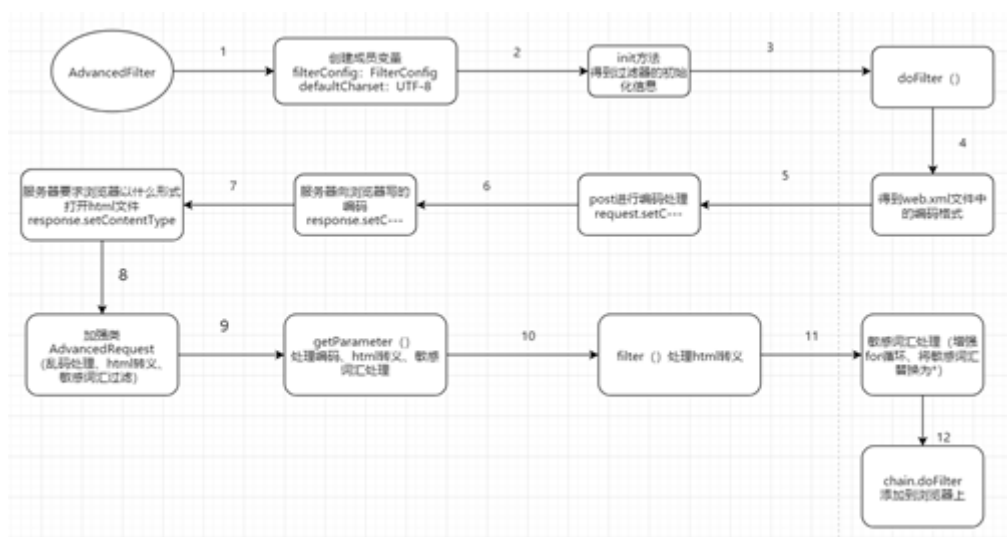 AdvancedFilter
1
创建成员变量
filterConfig：FilterConfig
defaultCharset：UTF-8
2
init方法
得到过滤器的初
始化信息
3
doFilter（）
4
得到web.xml文件中
的编码格式
5
post进行编码处理
request.setC---
6
服务器向浏览器写的
编码
response.setC---
7
服务器要求浏览器以什么形式
打开html文件
response.setContentType
8
加强类
AdvancedRequest
(乱码处理、html转义、
敏感词汇过滤)
9
getParameter（）
处理编码、html转义、敏感
词汇处理
10
filter（）处理html转义
11
敏感词汇处理（增强
for循环、将敏感词汇
替换为*）
12
chain.doFilter
添加到浏览器上